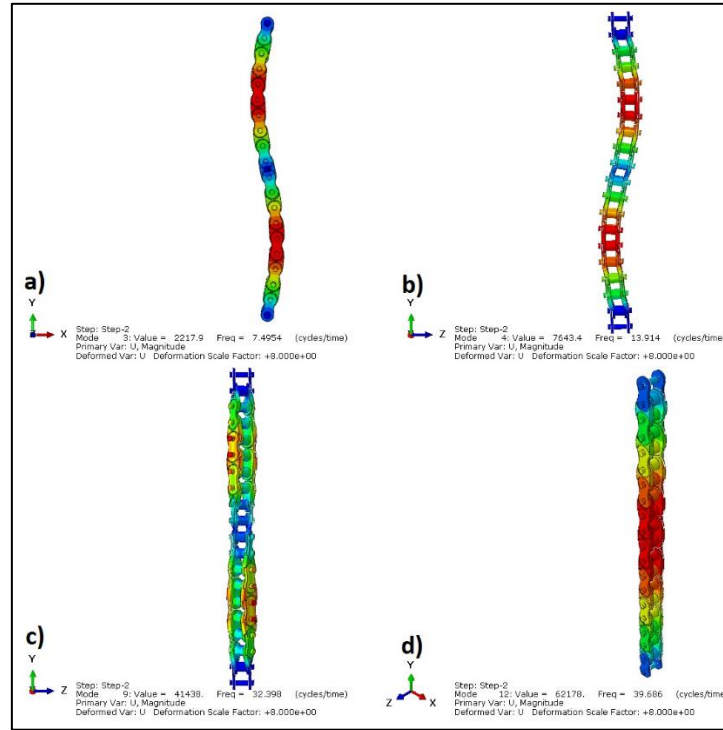 a)
Y
Z
X
Step: Step-2
Mode 3: Value = 2217.9 Freq = 7.4954 (cycles/time)
Primary Var: U, Magnitude
Deformed Var: U Deformation Scale Factor: +8.000e+00
b)
Y
Z
Step: Step-2
Mode 4: Value = 7643.4 Freq = 13.914 (cycles/time)
Primary Var: U, Magnitude
Deformed Var: U Deformation Scale Factor: +8.000e+00
c)
Y
Z
Step: Step-2
Mode 9: Value = 41438. Freq = 32.398 (cycles/time)
Primary Var: U, Magnitude
Deformed Var: U Deformation Scale Factor: +8.000e+00
d)
Y
Z
X
Step: Step-2
Mode 12: Value = 62178. Freq = 39.686 (cycles/time)
Primary Var: U, Magnitude
Deformed Var: U Deformation Scale Factor: +8.000e+00